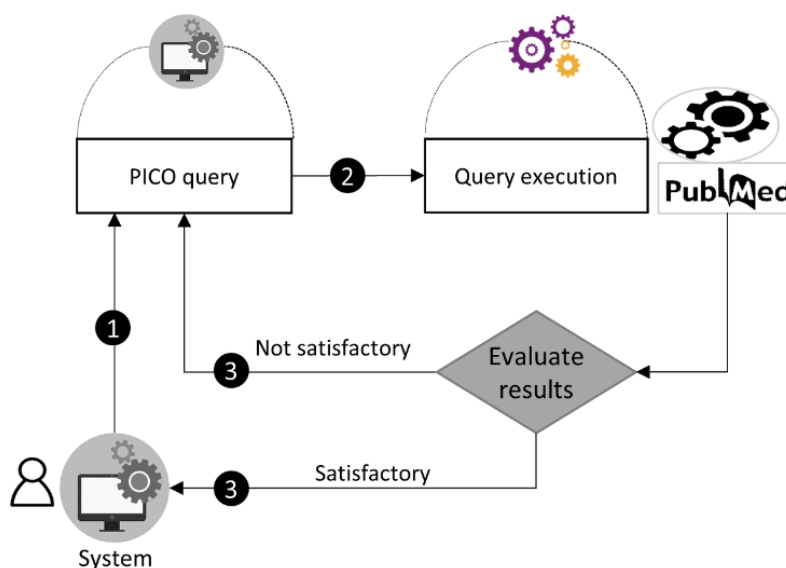 PICO query
2
Query execution
PubMed
1
Not satisfactory
3
Evaluate
results
Satisfactory
3
System